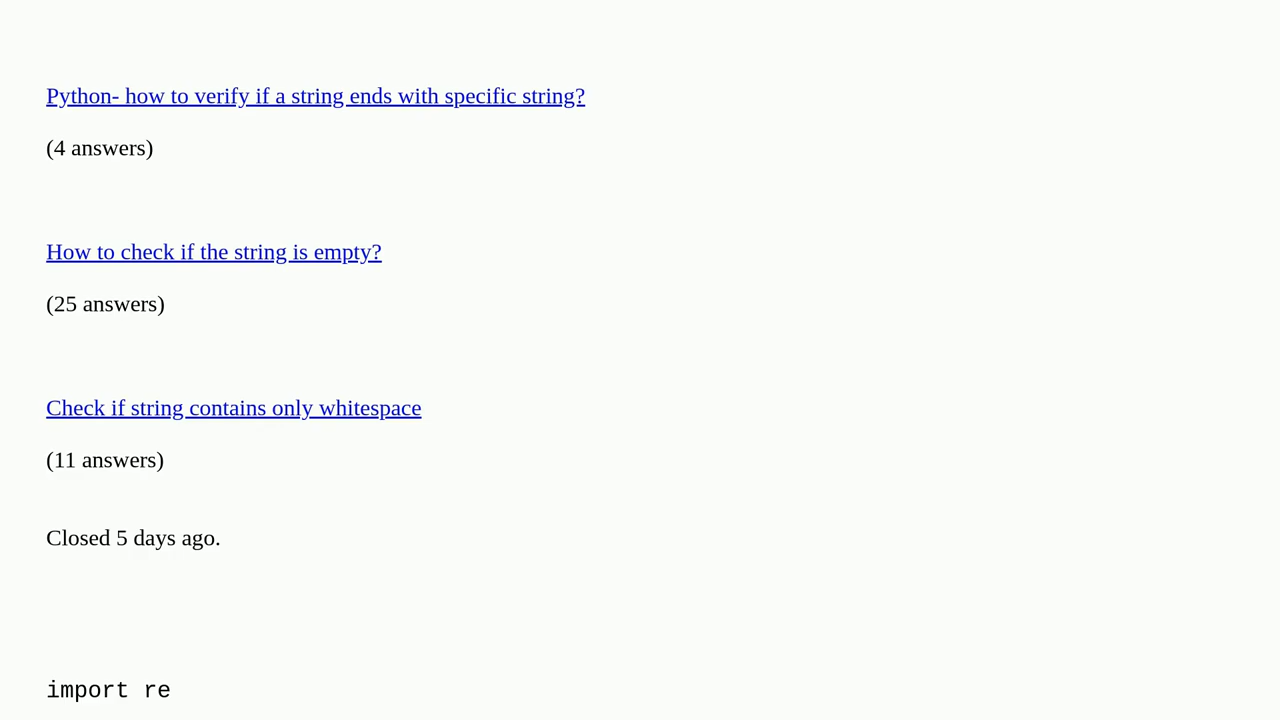 Python- how to verify if a string ends with specific string?
(4 answers)
How to check if the string is empty?
(25 answers)
Check if string contains only whitespace
(11 answers)
Closed 5 days ago.
import re